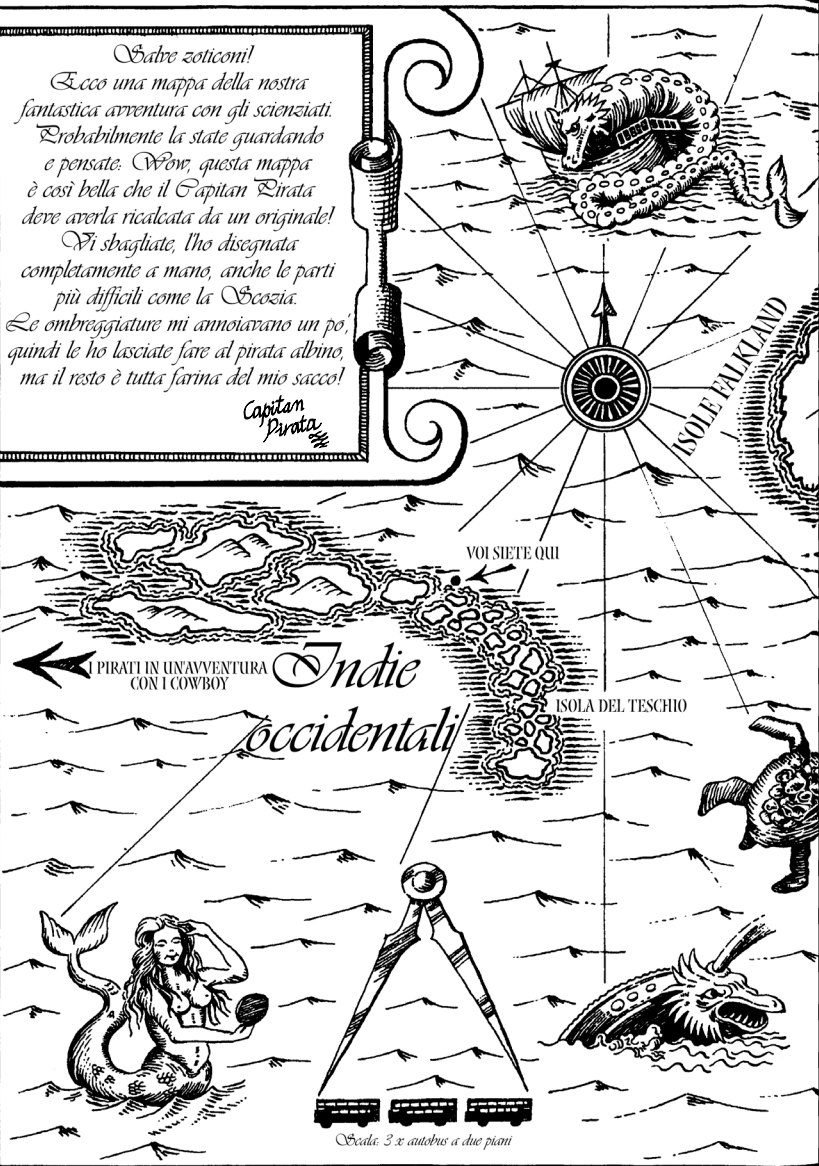 Salve zoticoni!
Ecco una mappa della nostra
fantastica avventura con gli scienziati.
Probabilmente la state guardando
e pensate: Wow, questa mappa
è così bella che il Capitan Pirata
deve averla ricalcata da un originale!
Vi sbagliate, l'ho disegnata
completamente a mano, anche le parti
più difficili come la Scozia.
Le ombreggiature mi annoiavano un po',
quindi le ho lasciate fare al pirata albino,
ma il resto è tutta farina del mio sacco!
Capitan
Pirata
ISOLE FALKLAND
VOI SIETE QUI
I PIRATI IN UN'AVVENTURA
CON I COWBOY
Indie
occidentali
ISOLA DEL TESCHIO
Scala: 3 x autobus a due piani